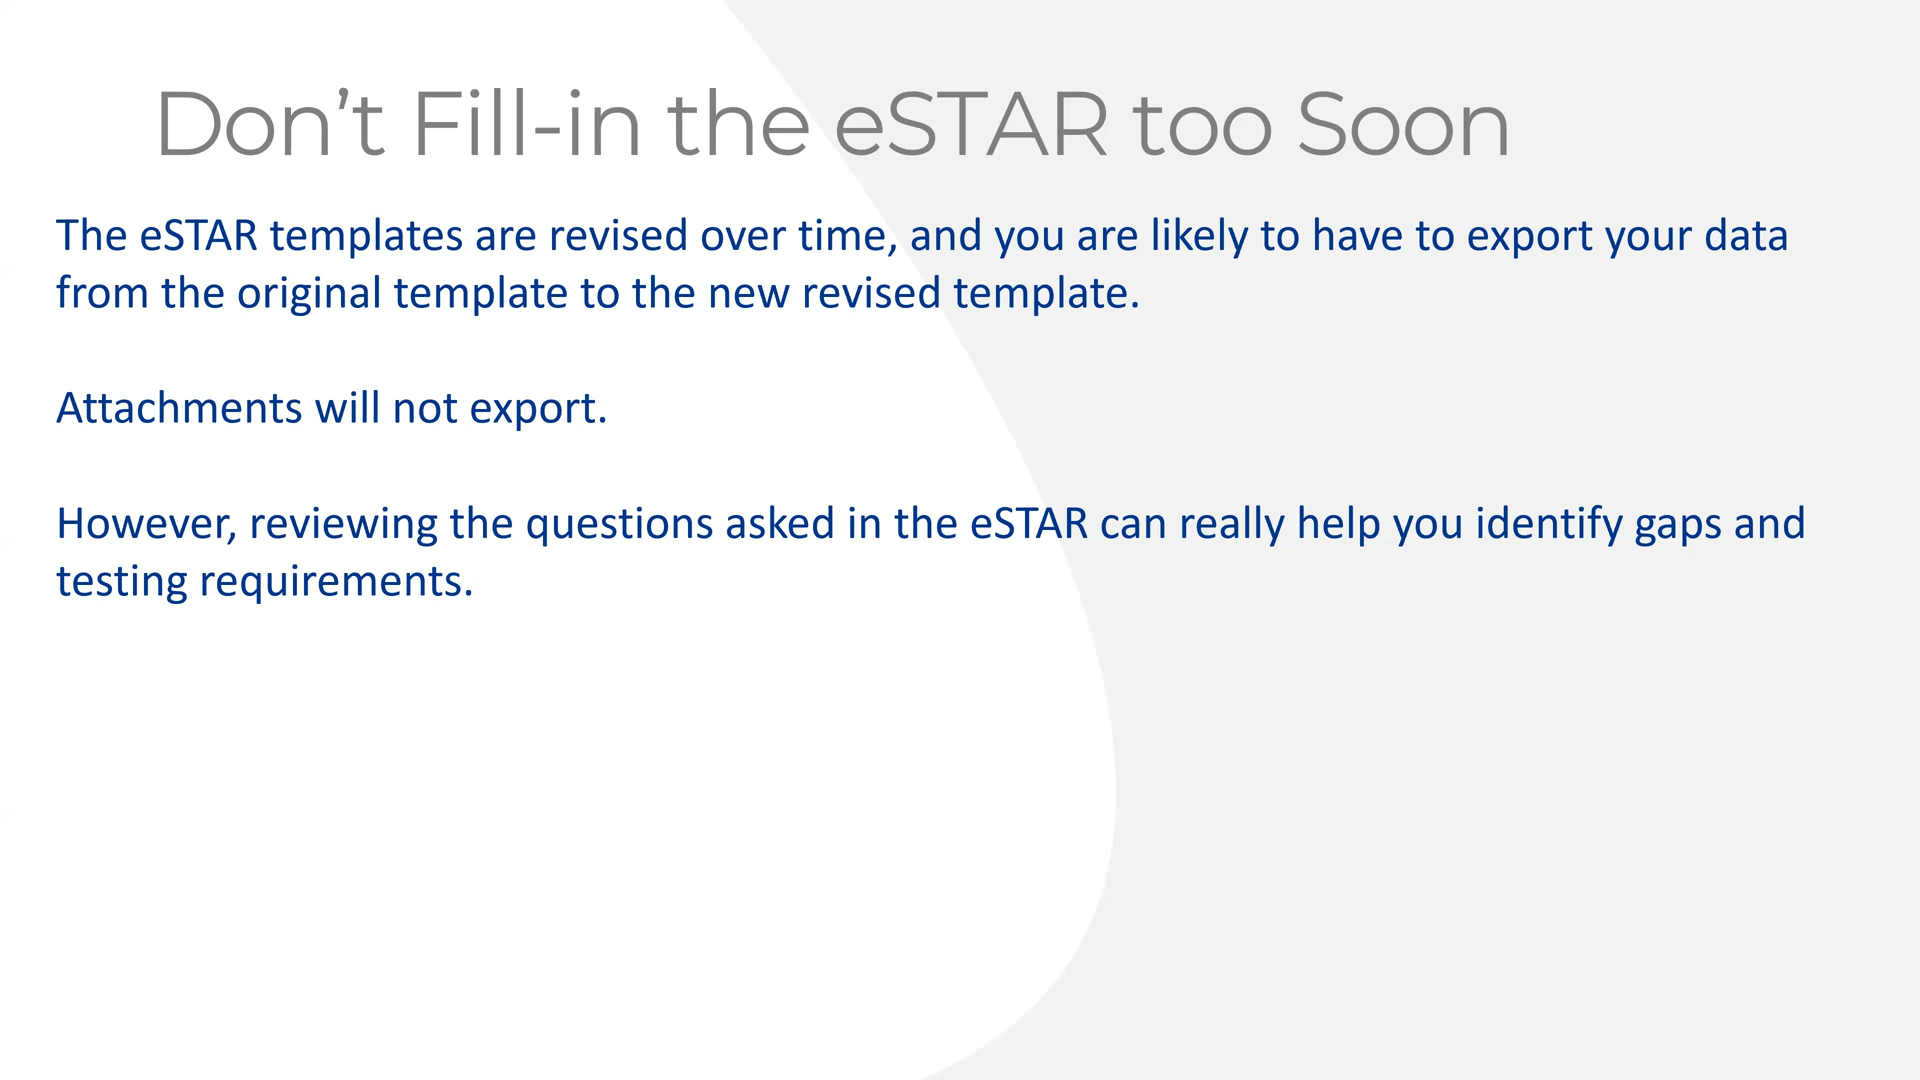 Don’t Fill-in the eSTAR too Soon
The eSTAR templates are revised over time, and you are likely to have to export your data
from the original template to the new revised template.
Attachments will not export.
However, reviewing the questions asked in the eSTAR can really help you identify gaps and
testing requirements.